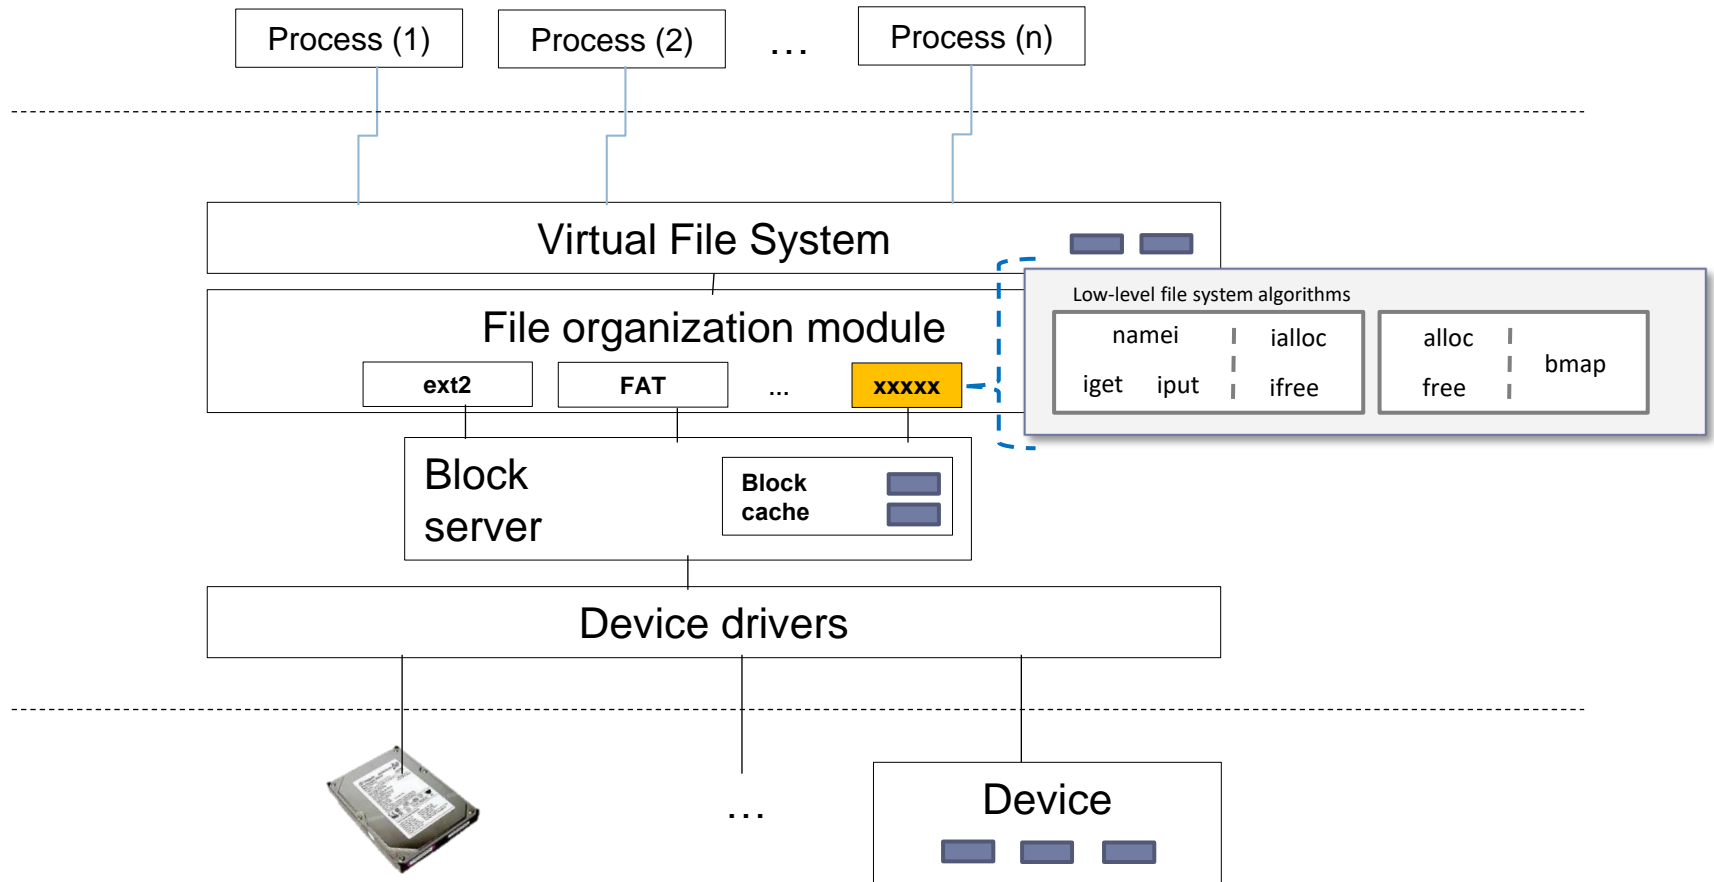 Process (1)
Process (2)
...
Process (n)
Virtual File System
File organization module
ext2
FAT
...
xxxxx
Low-level file system algorithms
namei
ialloc
iget
iput
ifree
alloc
free
bmap
Block
server
Block
cache
Device drivers
...
Device